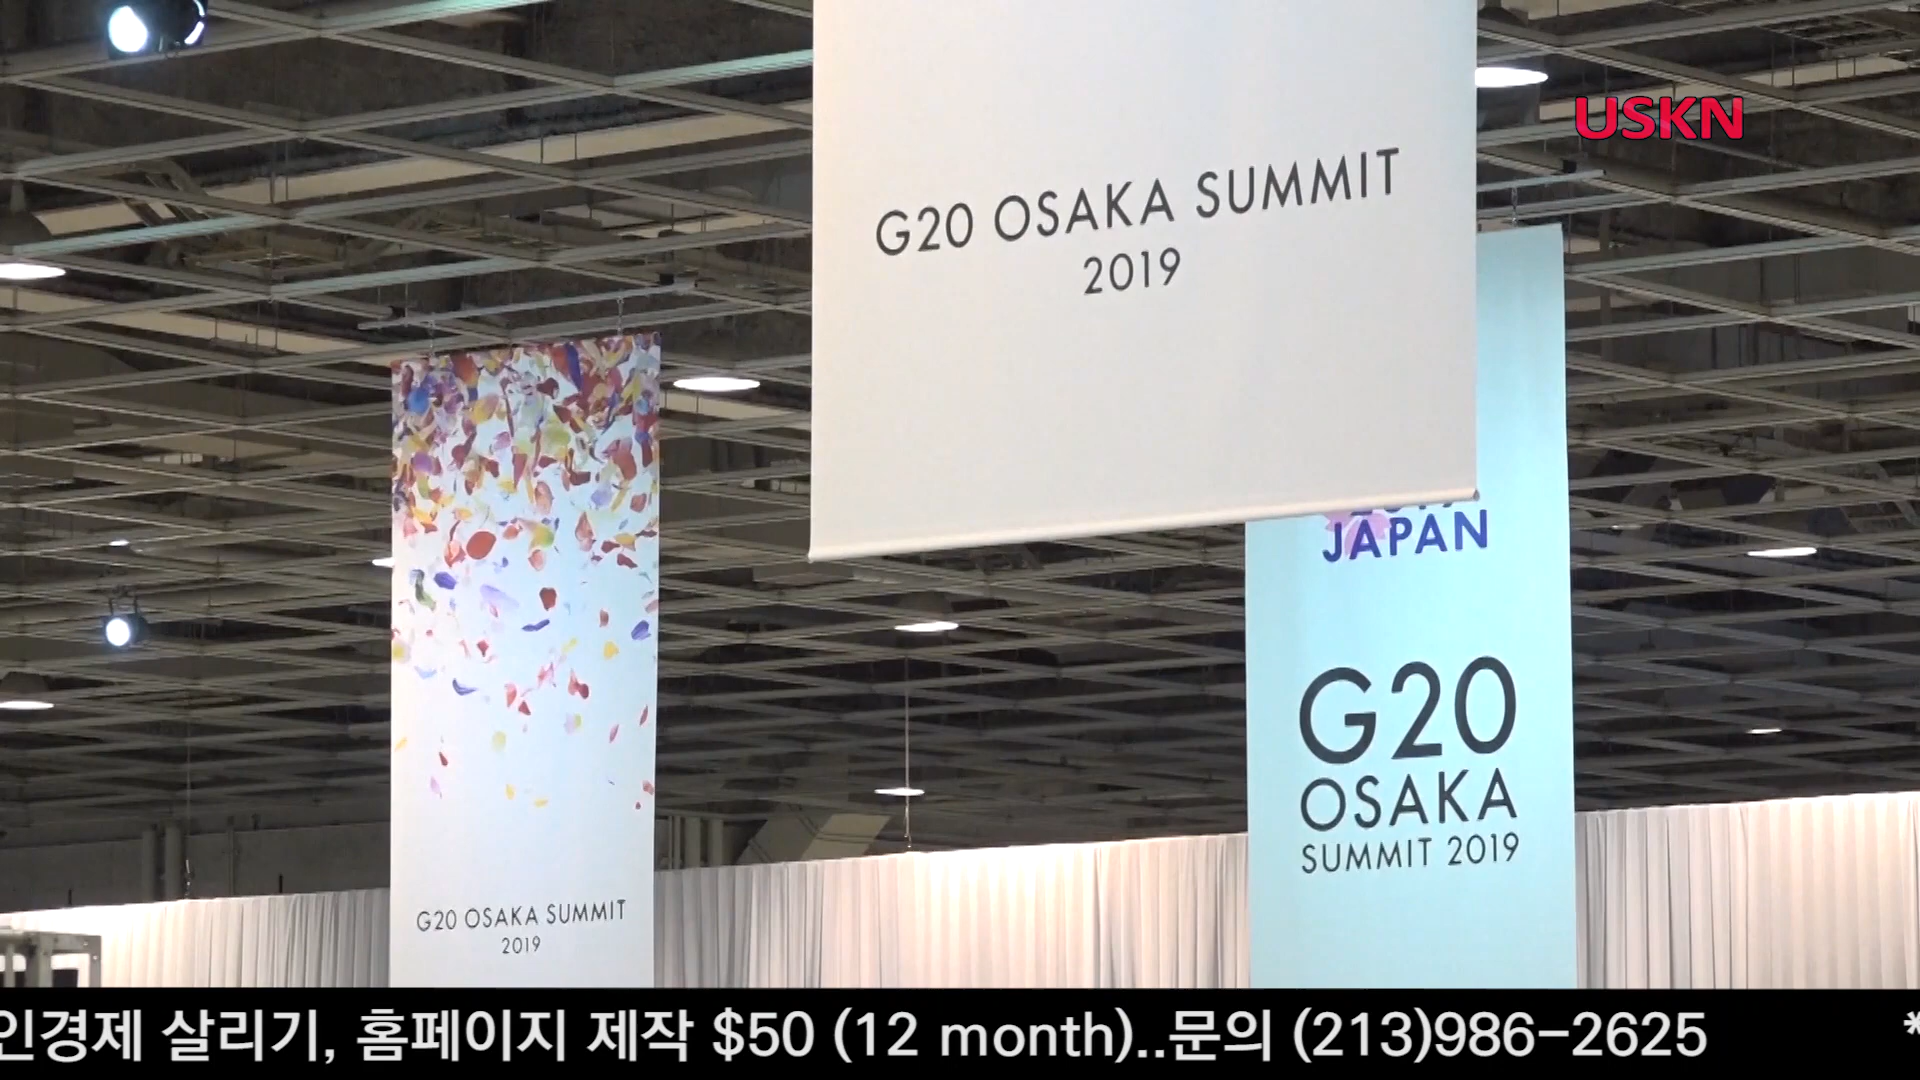 USKN
G20 OSAKA SUMMIT
2019
JAPAN
G20
OSAKA
SUMMIT 2019
G20 OSAKA SUMMIT
2019
인경제 살리기, 홈페이지 제작 $50 (12 month)..문의 (213)986-2625 *